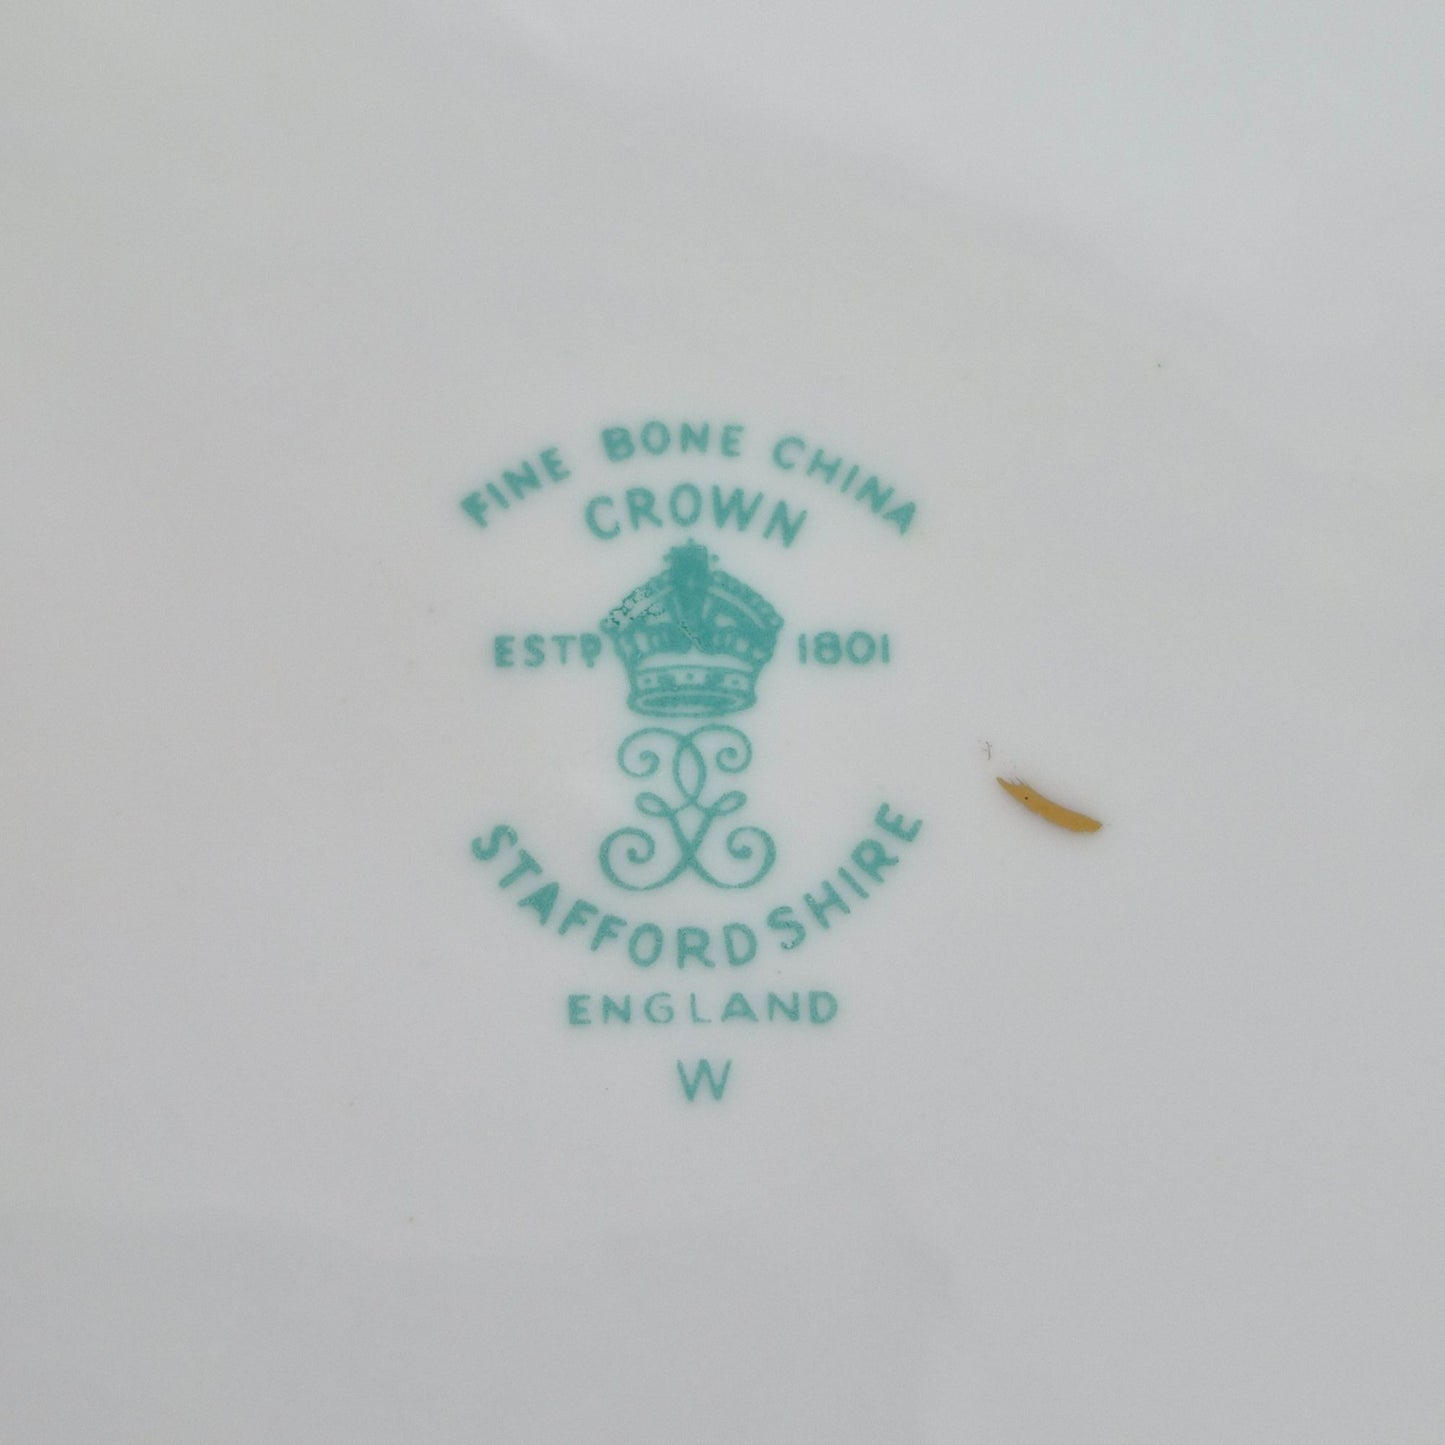 FINE BONE CHINA
CROWN
ESTD 1801
STAFFORDSHIRE
ENGLAND
W